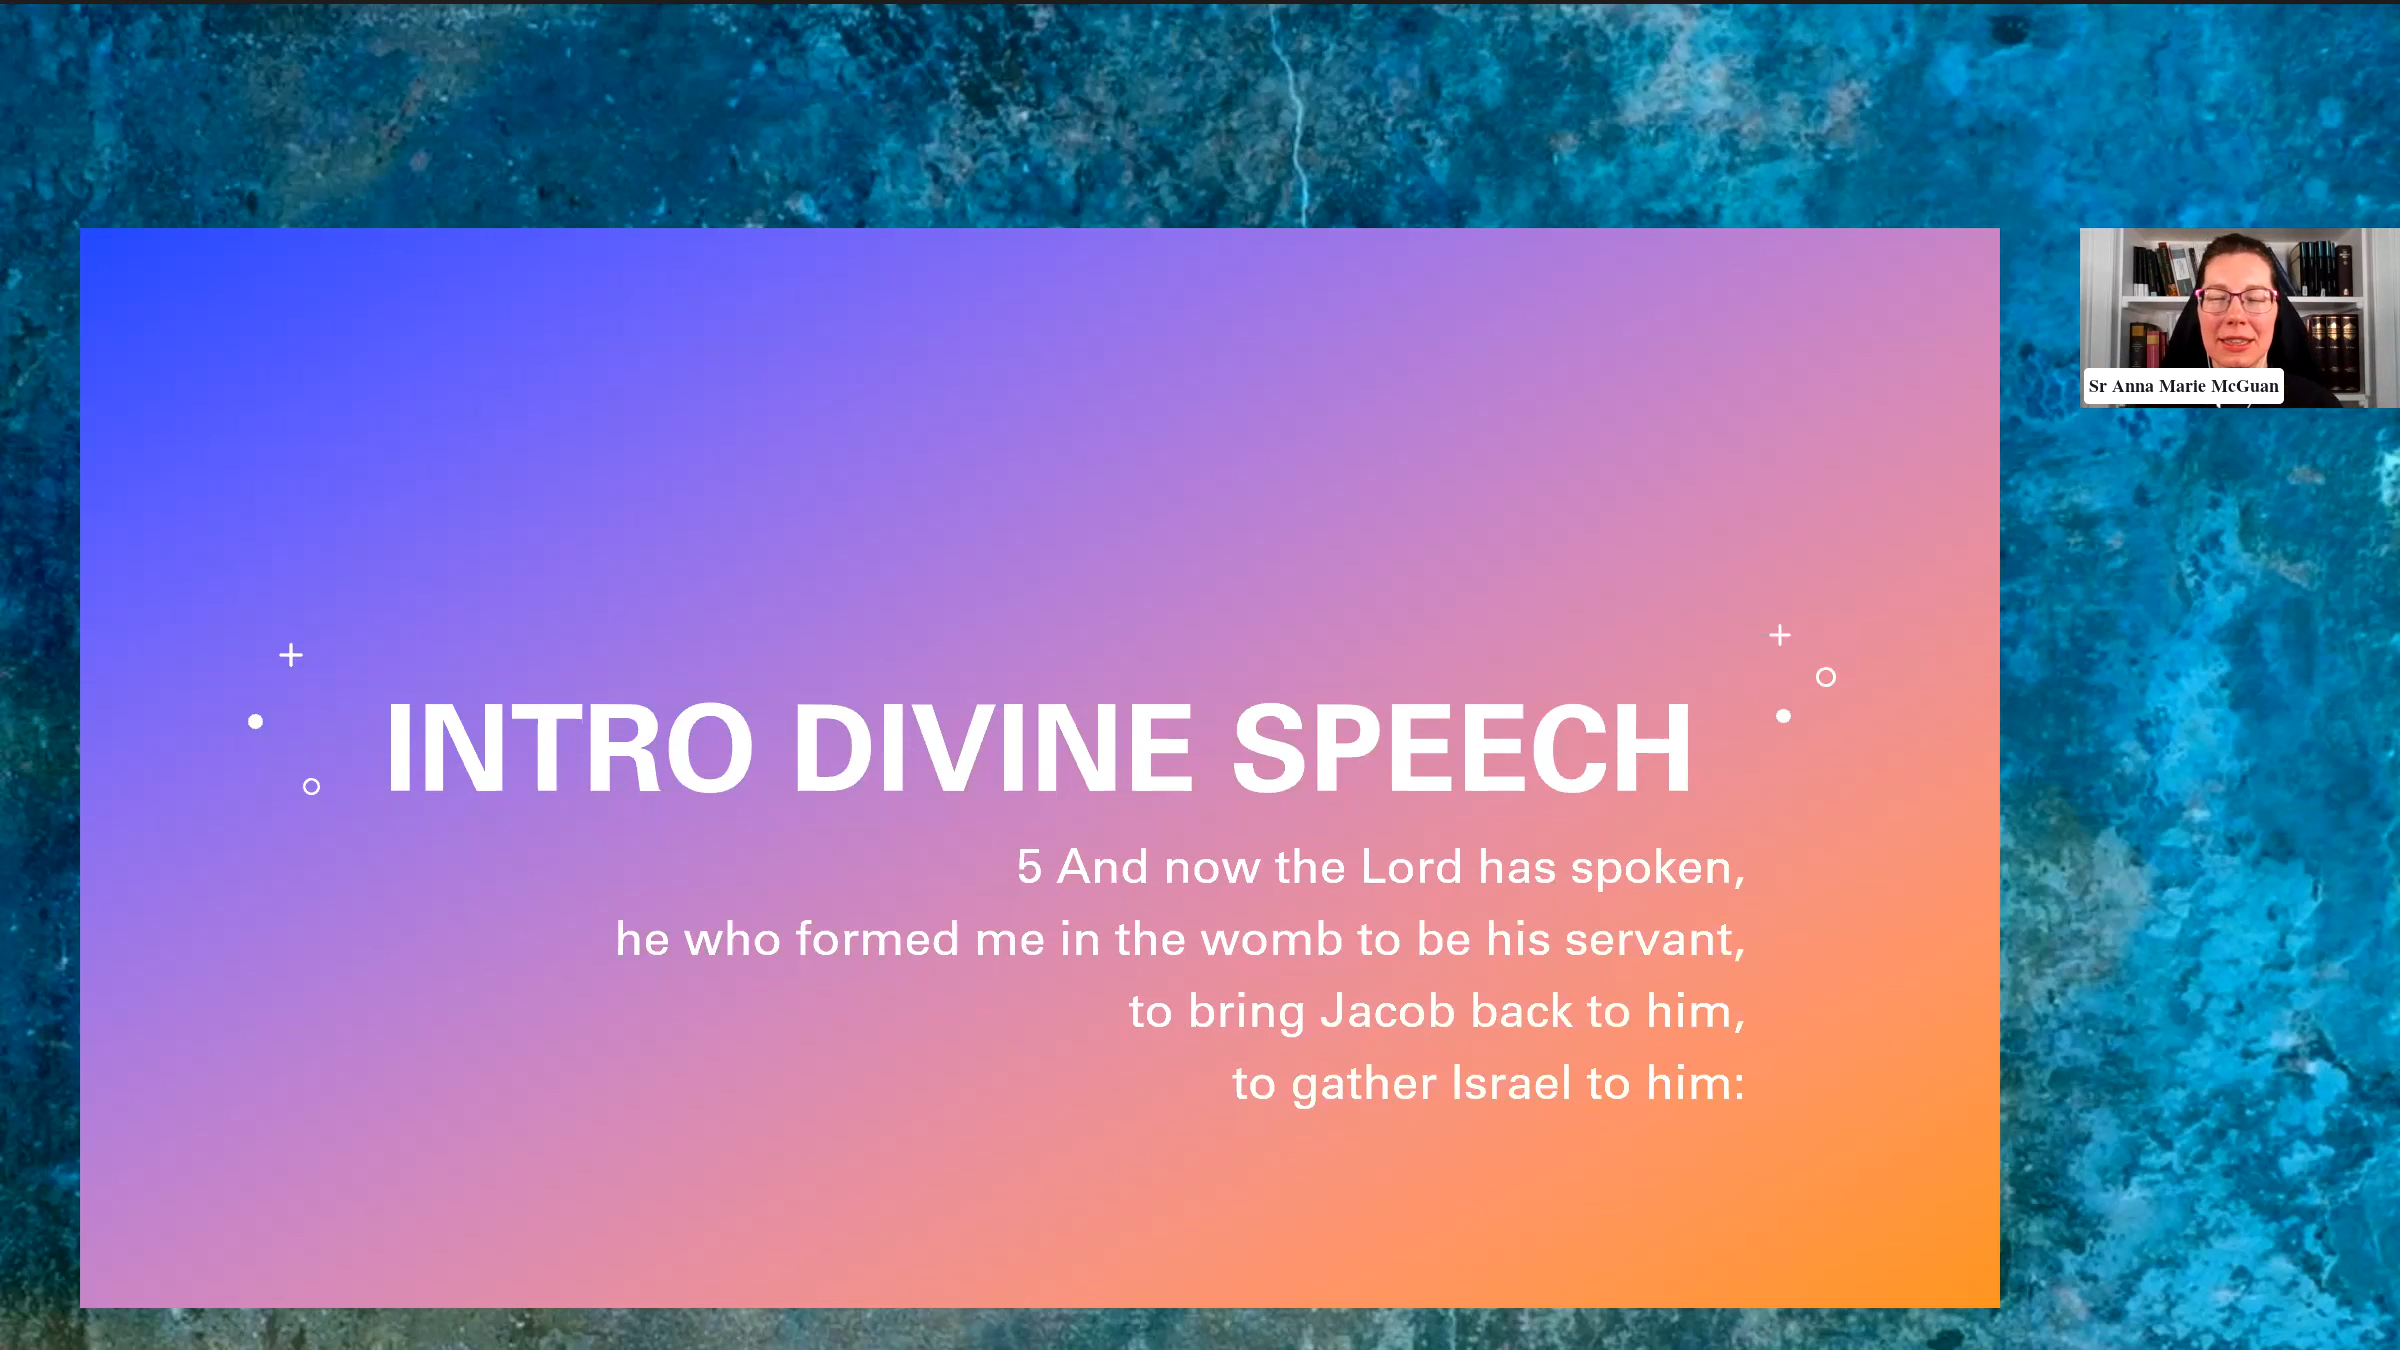 INTRO DIVINE SPEECH
5 And now the Lord has spoken,
he who formed me in the womb to be his servant,
to bring Jacob back to him,
to gather Israel to him:
Sr Anna Marie McGuan